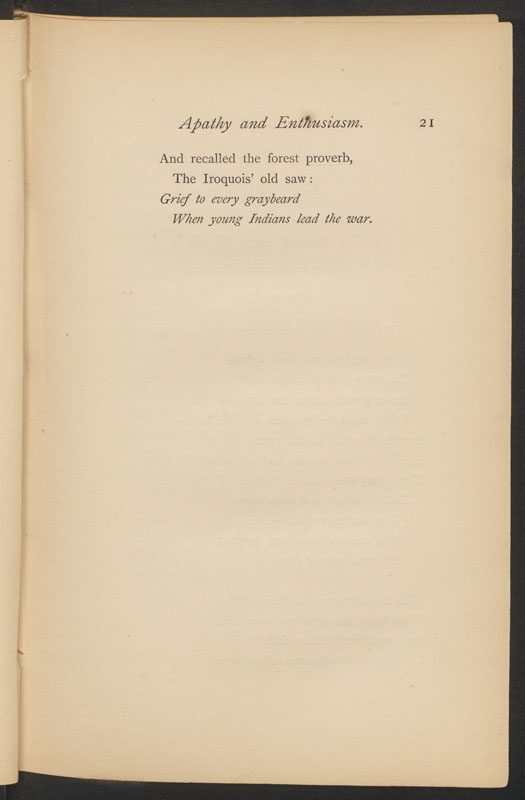 Apathy and Enthusiasm. 21
And recalled the forest proverb,
The Iroquois' old saw:
Grief to every graybeard
When young Indians lead the war.